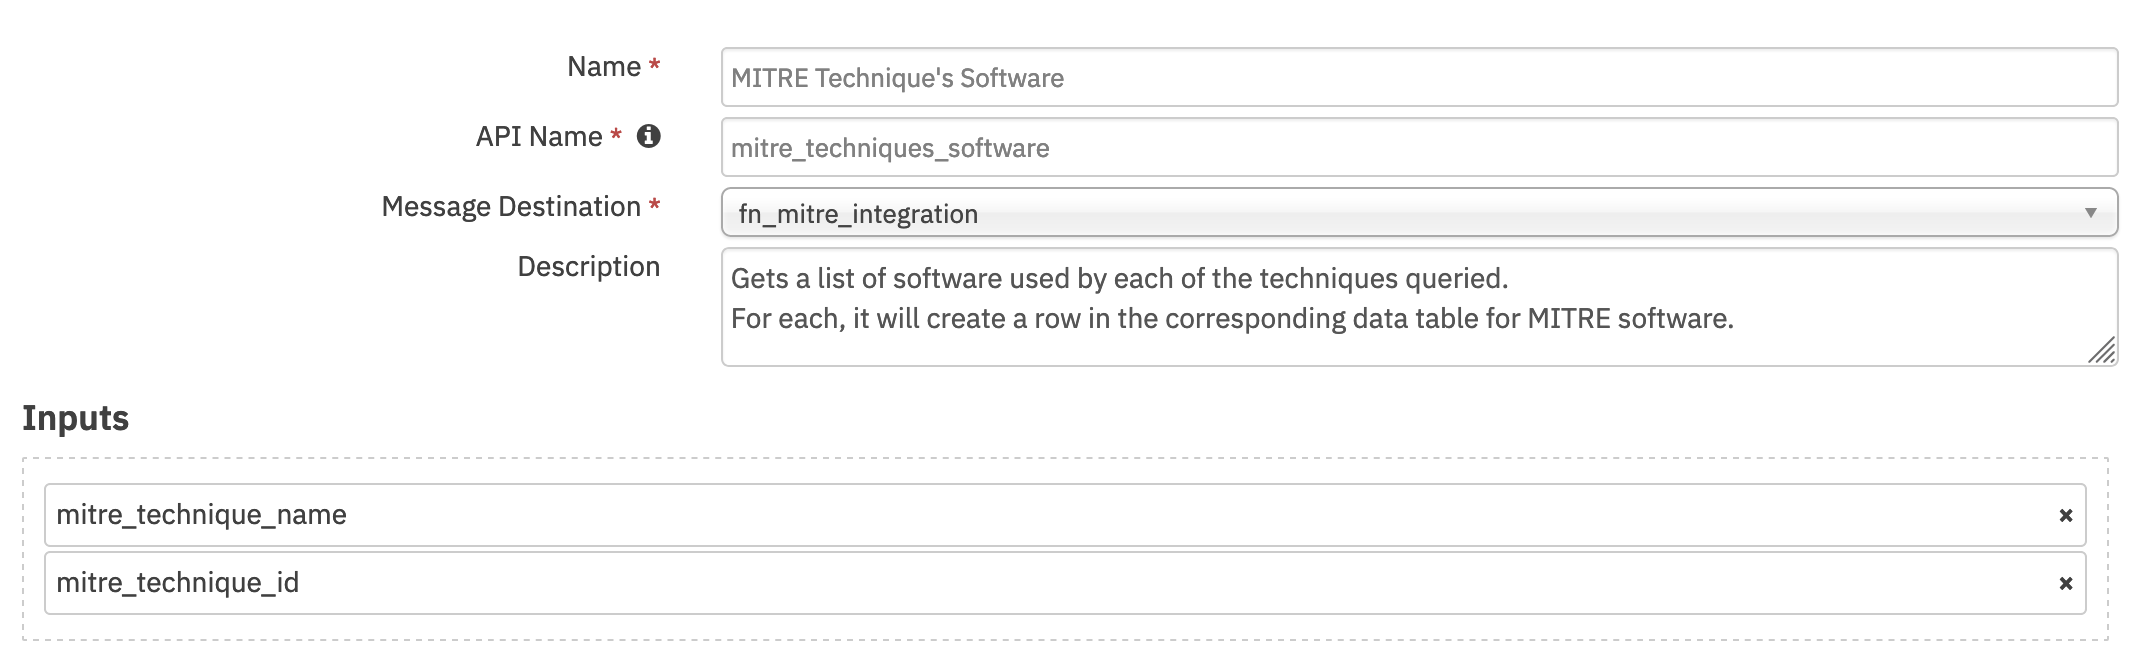 Name *
MITRE Technique's Software
API Name *
mitre_techniques_software
Message Destination *
fn_mitre_integration
Description
Gets a list of software used by each of the techniques queried.
For each, it will create a row in the corresponding data table for MITRE software.
Inputs
mitre_technique_name
mitre_technique_id